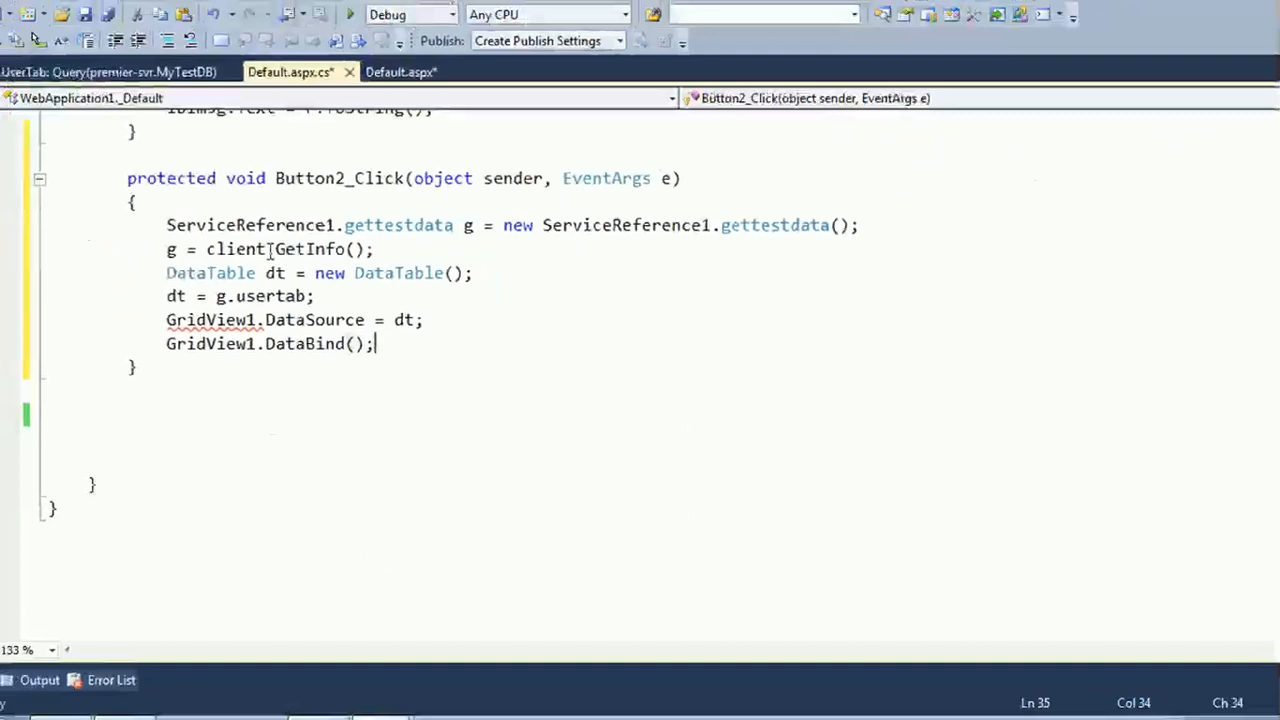 Debug Any CPU
Publish: Create Publish Settings
UserTab: Query(premier-svr.MyTestDB) Default.aspx.cs* Default.aspx*
WebApplication1._Default Button2_Click(object sender, EventArgs e)
}
protected void Button2_Click(object sender, EventArgs e)
{
ServiceReference1.gettestdata g = new ServiceReference1.gettestdata();
g = client.GetInfo();
DataTable dt = new DataTable();
dt = g.usertab;
GridView1.DataSource = dt;
GridView1.DataBind();
}
}
}
133 %
Output Error List
Ln 35 Col 34 Ch 34